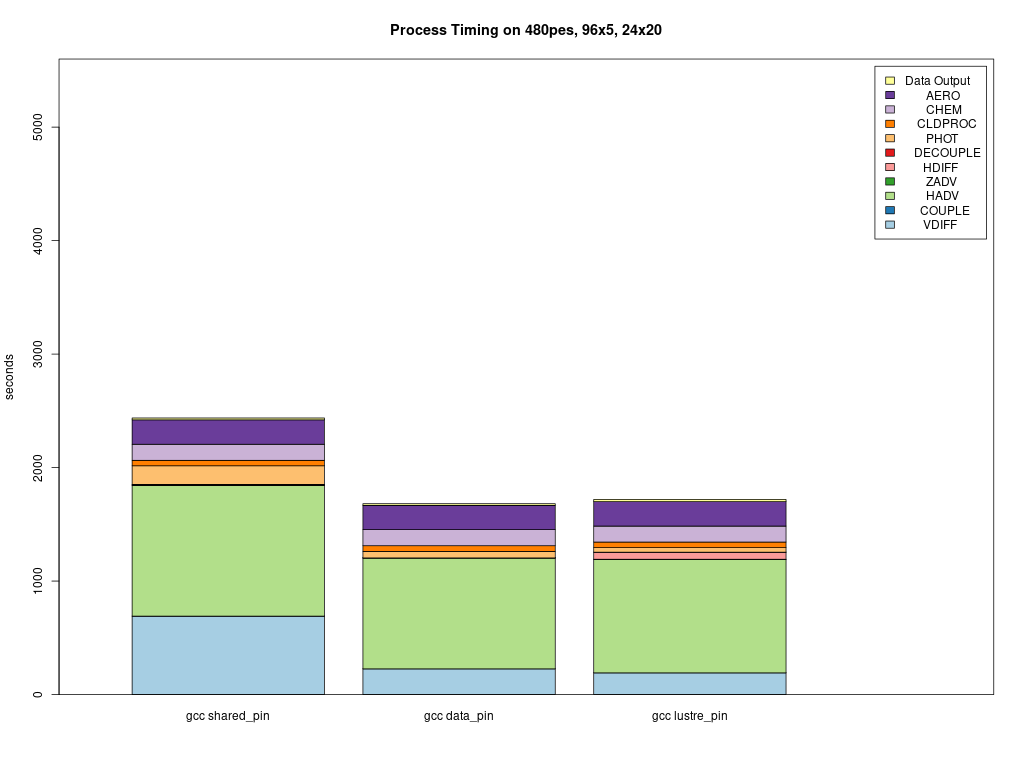 Process Timing on 480pes, 96x5, 24x20
Data Output
AERO
CHEM
CLDPROC
PHOT
DECOUPLE
HDIFF
ZADV
HADV
COUPLE
VDIFF
seconds
5000
4000
3000
2000
1000
0
gcc shared_pin
gcc data_pin
gcc lustre_pin